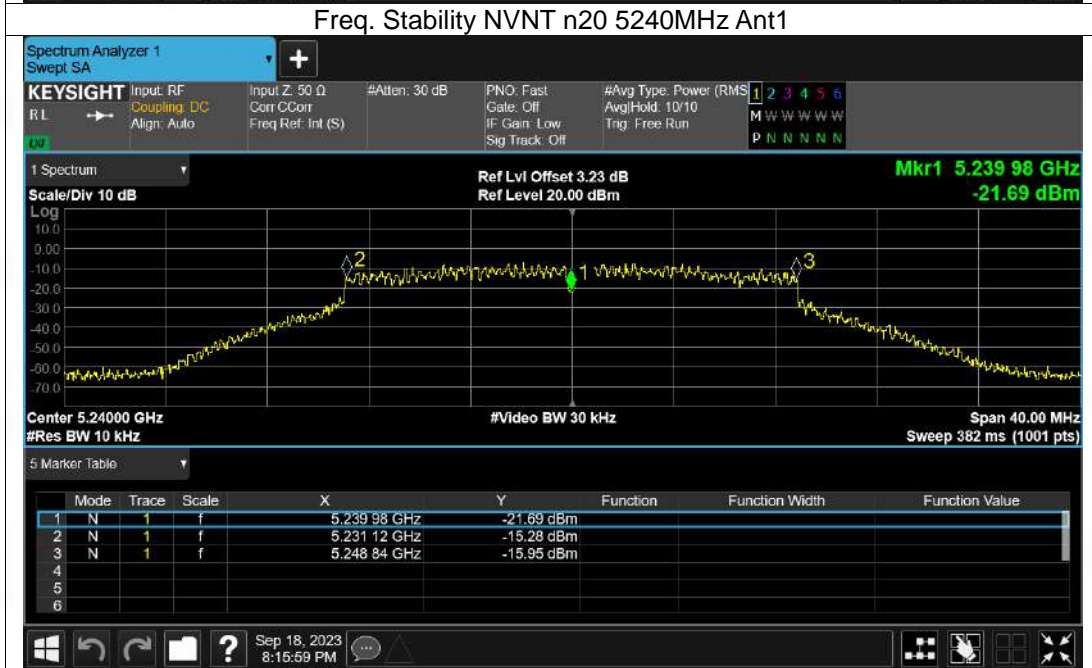 Freq. Stability NVNT n20 5240MHz Ant1
Spectrum Analyzer 1
Swept SA
+
KEYSIGHT Input: RF Input Z: 50 Ω #Atten: 30 dB PNO: Fast #Avg Type: Power (RMS 1 2 3 4 5 6
RL Coupling: DC Corr CCorr Gate: Off Avg|Hold: 10/10 M W W W W W
Align: Auto Freq Ref: Int (S) IF Gain: Low Trig: Free Run
LXI Sig Track: Off P N N N N N
1 Spectrum Ref Lvl Offset 3.23 dB Mkr1 5.239 98 GHz
Scale/Div 10 dB Ref Level 20.00 dBm -21.69 dBm
Log
10.0
0.00
-10.0
-20.0
-30.0
-40.0
-50.0
-60.0
-70.0
2
1
3
Center 5.24000 GHz #Video BW 30 kHz Span 40.00 MHz
#Res BW 10 kHz Sweep 382 ms (1001 pts)
5 Marker Table
Mode Trace Scale X Y Function Function Width Function Value
1 N 1 f 5.239 98 GHz -21.69 dBm
2 N 1 f 5.231 12 GHz -15.28 dBm
3 N 1 f 5.248 84 GHz -15.95 dBm
4
5
6
? Sep 18, 2023
8:15:59 PM